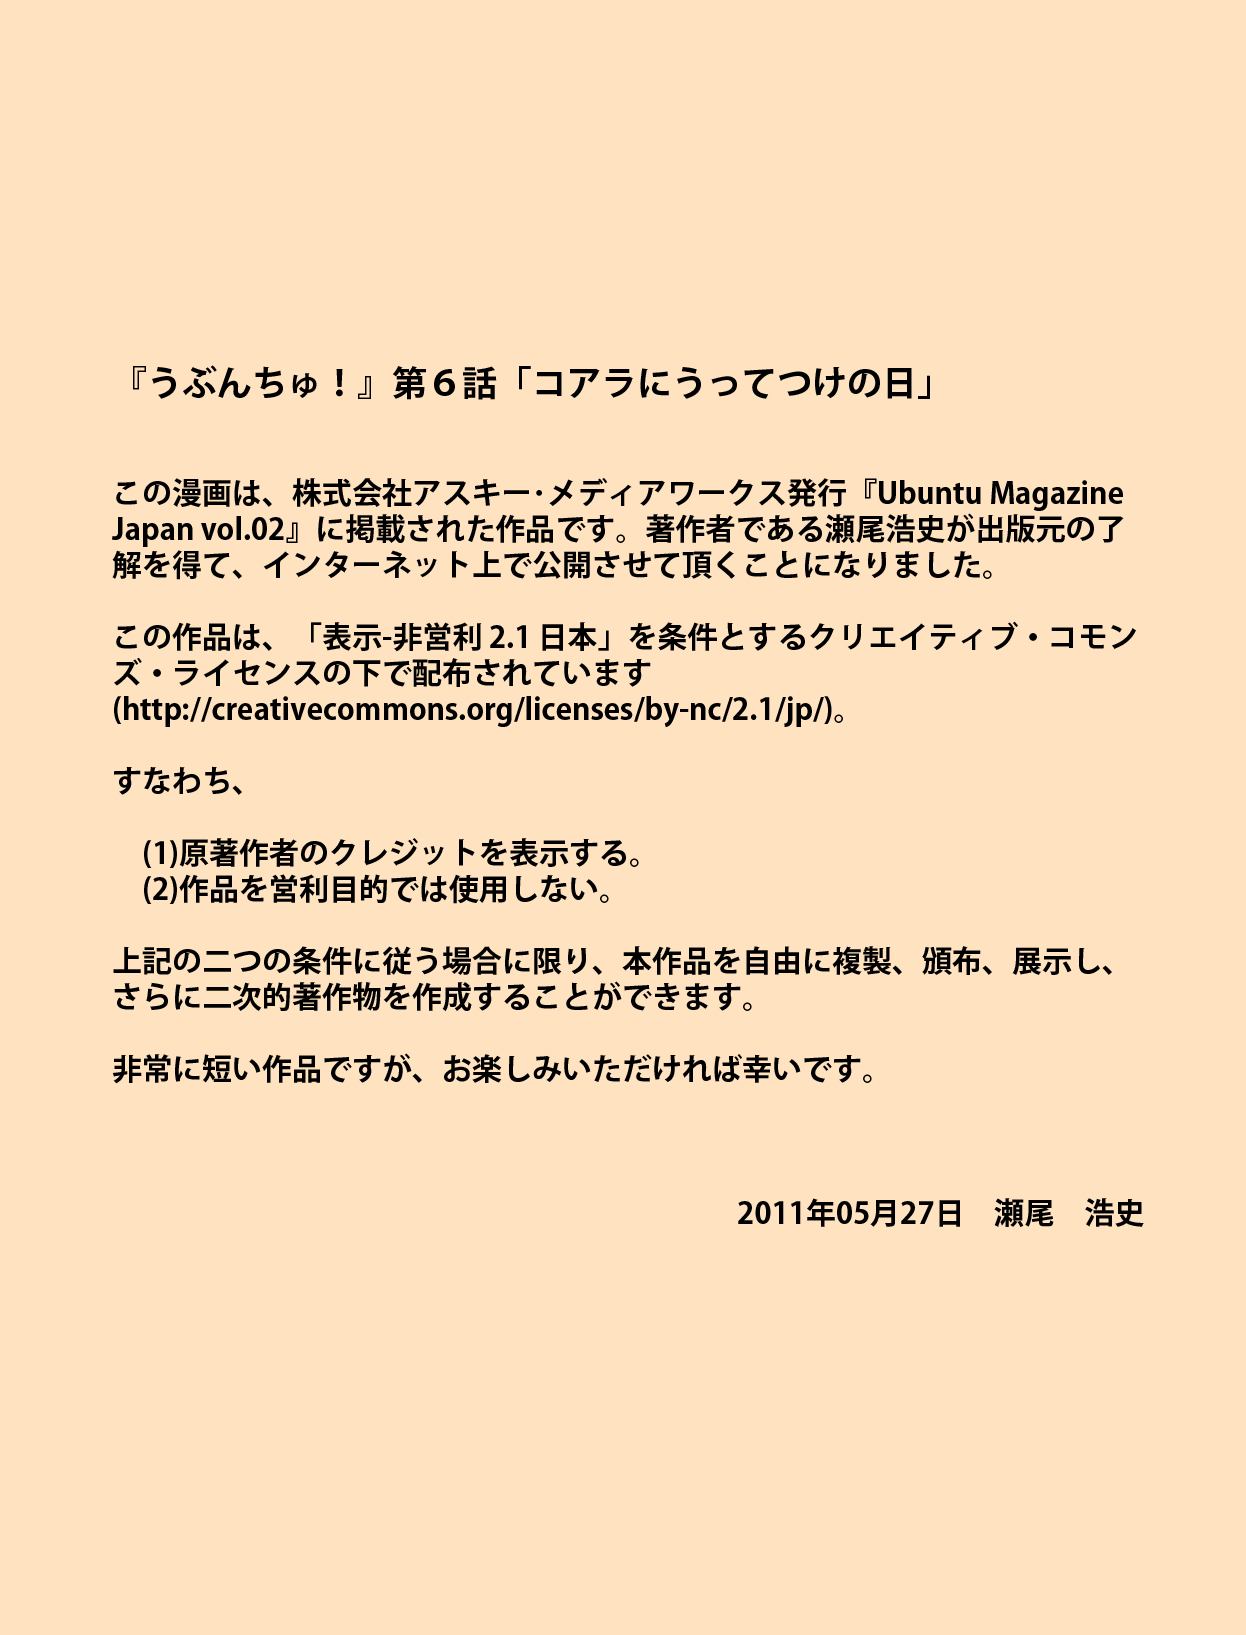 『うぶんちゅ！』第６話「コアラにうってつけの日」
この漫画は、株式会社アスキー･メディアワークス発行『Ubuntu Magazine
Japan vol.02』に掲載された作品です。著作者である瀬尾浩史が出版元の了
解を得て、インターネット上で公開させて頂くことになりました。
この作品は、「表示-非営利 2.1 日本」を条件とするクリエイティブ・コモン
ズ・ライセンスの下で配布されています
(http://creativecommons.org/licenses/by-nc/2.1/jp/)。
すなわち、
(1)原著作者のクレジットを表示する。
(2)作品を営利目的では使用しない。
上記の二つの条件に従う場合に限り、本作品を自由に複製、頒布、展示し、
さらに二次的著作物を作成することができます。
非常に短い作品ですが、お楽しみいただければ幸いです。
2011年05月27日　瀬尾　浩史